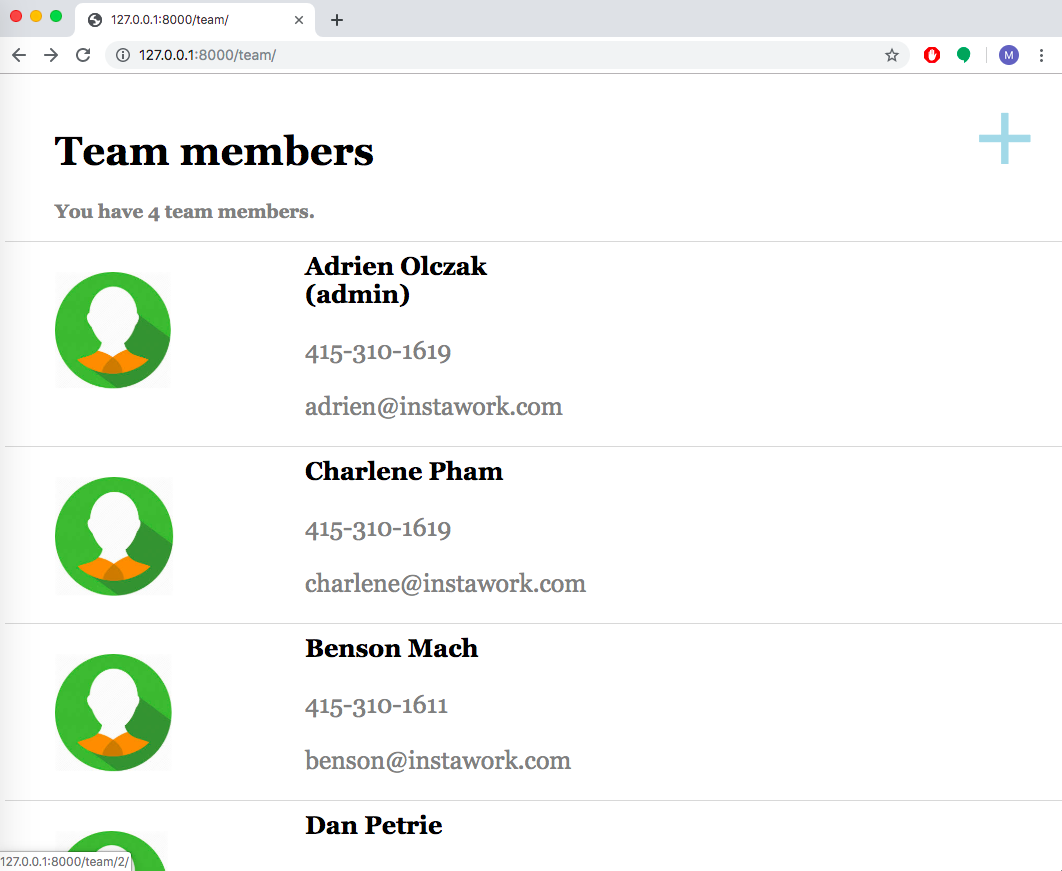 127.0.0.1:8000/team/
127.0.0.1:8000/team/
M
Team members
You have 4 team members.
Adrien Olczak
(admin)
415-310-1619
adrien@instawork.com
Charlene Pham
415-310-1619
charlene@instawork.com
Benson Mach
415-310-1611
benson@instawork.com
Dan Petrie
127.0.0.1:8000/team/2/